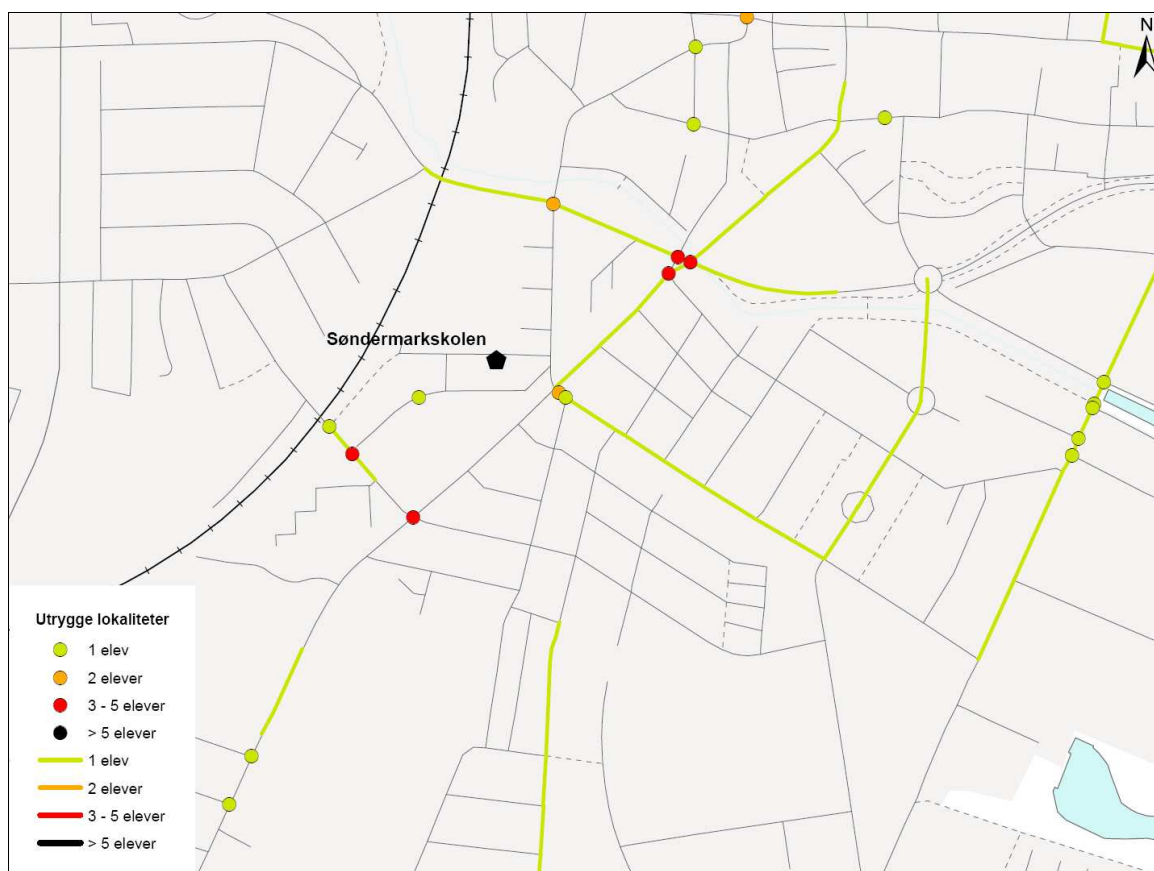 N
Søndermarkskolen
Utrygge lokaliteter
1 elev
2 elever
3 - 5 elever
> 5 elever
1 elev
2 elever
3 - 5 elever
> 5 elever